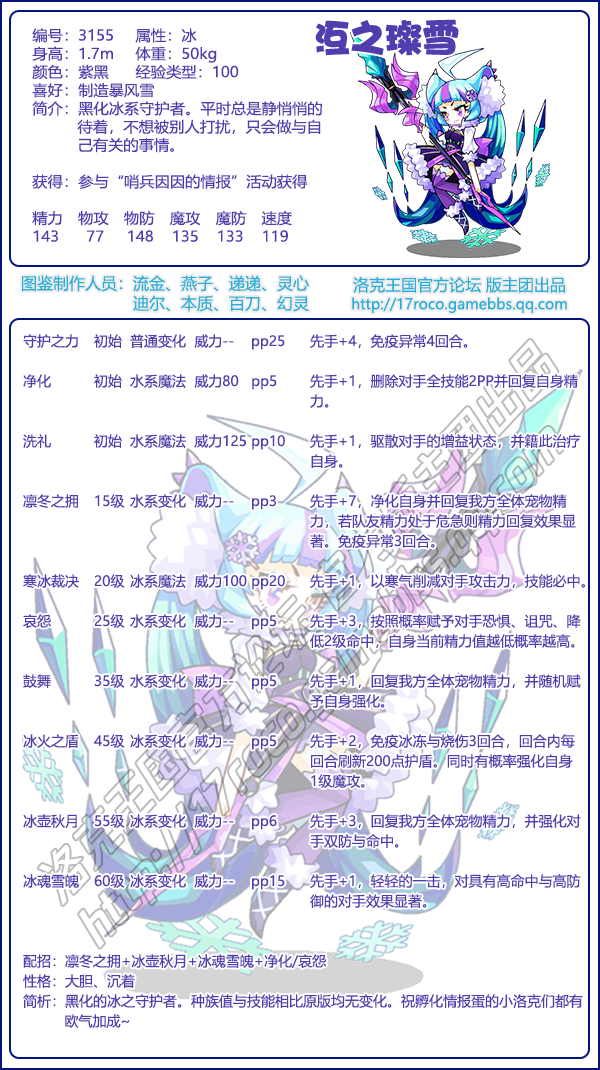 冱之璨雪
编号：3155 属性：冰
身高：1.7m 体重：50kg
颜色：紫黑 经验类型：100
喜好：制造暴风雪
简介：黑化冰系守护者。平时总是静悄悄的
待着，不想被别人打扰，只会做与自
己有关的事情。
获得：参与“哨兵因因的情报”活动获得
精力 物攻 物防 魔攻 魔防 速度
143 77 148 135 133 119
图鉴制作人员：流金、燕子、递递、灵心
迪尔、本质、百刀、幻灵
洛克王国官方论坛 版主团出品
http://17roco.gamebbs.qq.com
守护之力 初始 普通变化 威力-- pp25 先手+4，免疫异常4回合。
净化 初始 水系魔法 威力80 pp5 先手+1，删除对手全技能2PP并回复自身精
力。
洗礼 初始 水系魔法 威力125 pp10 先手+1，驱散对手的增益状态，并籍此治疗
自身。
凛冬之拥 15级 水系变化 威力-- pp3 先手+7，净化自身并回复我方全体宠物精
力，若队友精力处于危急则精力回复效果显
著。免疫异常3回合。
寒冰裁决 20级 冰系魔法 威力100 pp20 先手+1，以寒气削减对手攻击力，技能必中。
哀怨 25级 水系变化 威力-- pp5 先手+3，按照概率赋予对手恐惧、诅咒、降
低2级命中，自身当前精力值越低概率越高。
鼓舞 35级 水系变化 威力-- pp5 先手+1，回复我方全体宠物精力，并随机赋
予自身强化。
冰火之盾 45级 冰系变化 威力-- pp5 先手+2，免疫冰冻与烧伤3回合，回合内每
回合刷新200点护盾。同时有概率强化自身
1级魔攻。
冰壶秋月 55级 冰系变化 威力-- pp6 先手+3，回复我方全体宠物精力，并强化对
手双防与命中。
冰魂雪魄 60级 冰系变化 威力-- pp15 先手+1，轻轻的一击，对具有高命中与高防
御的对手效果显著。
配招：凛冬之拥+冰壶秋月+冰魂雪魄+净化/哀怨
性格：大胆、沉着
简析：黑化的冰之守护者。种族值与技能相比原版均无变化。祝孵化情报蛋的小洛克们都有
欧气加成~
洛克王国官方论坛 版主团出品
http://17roco.gamebbs.qq.com